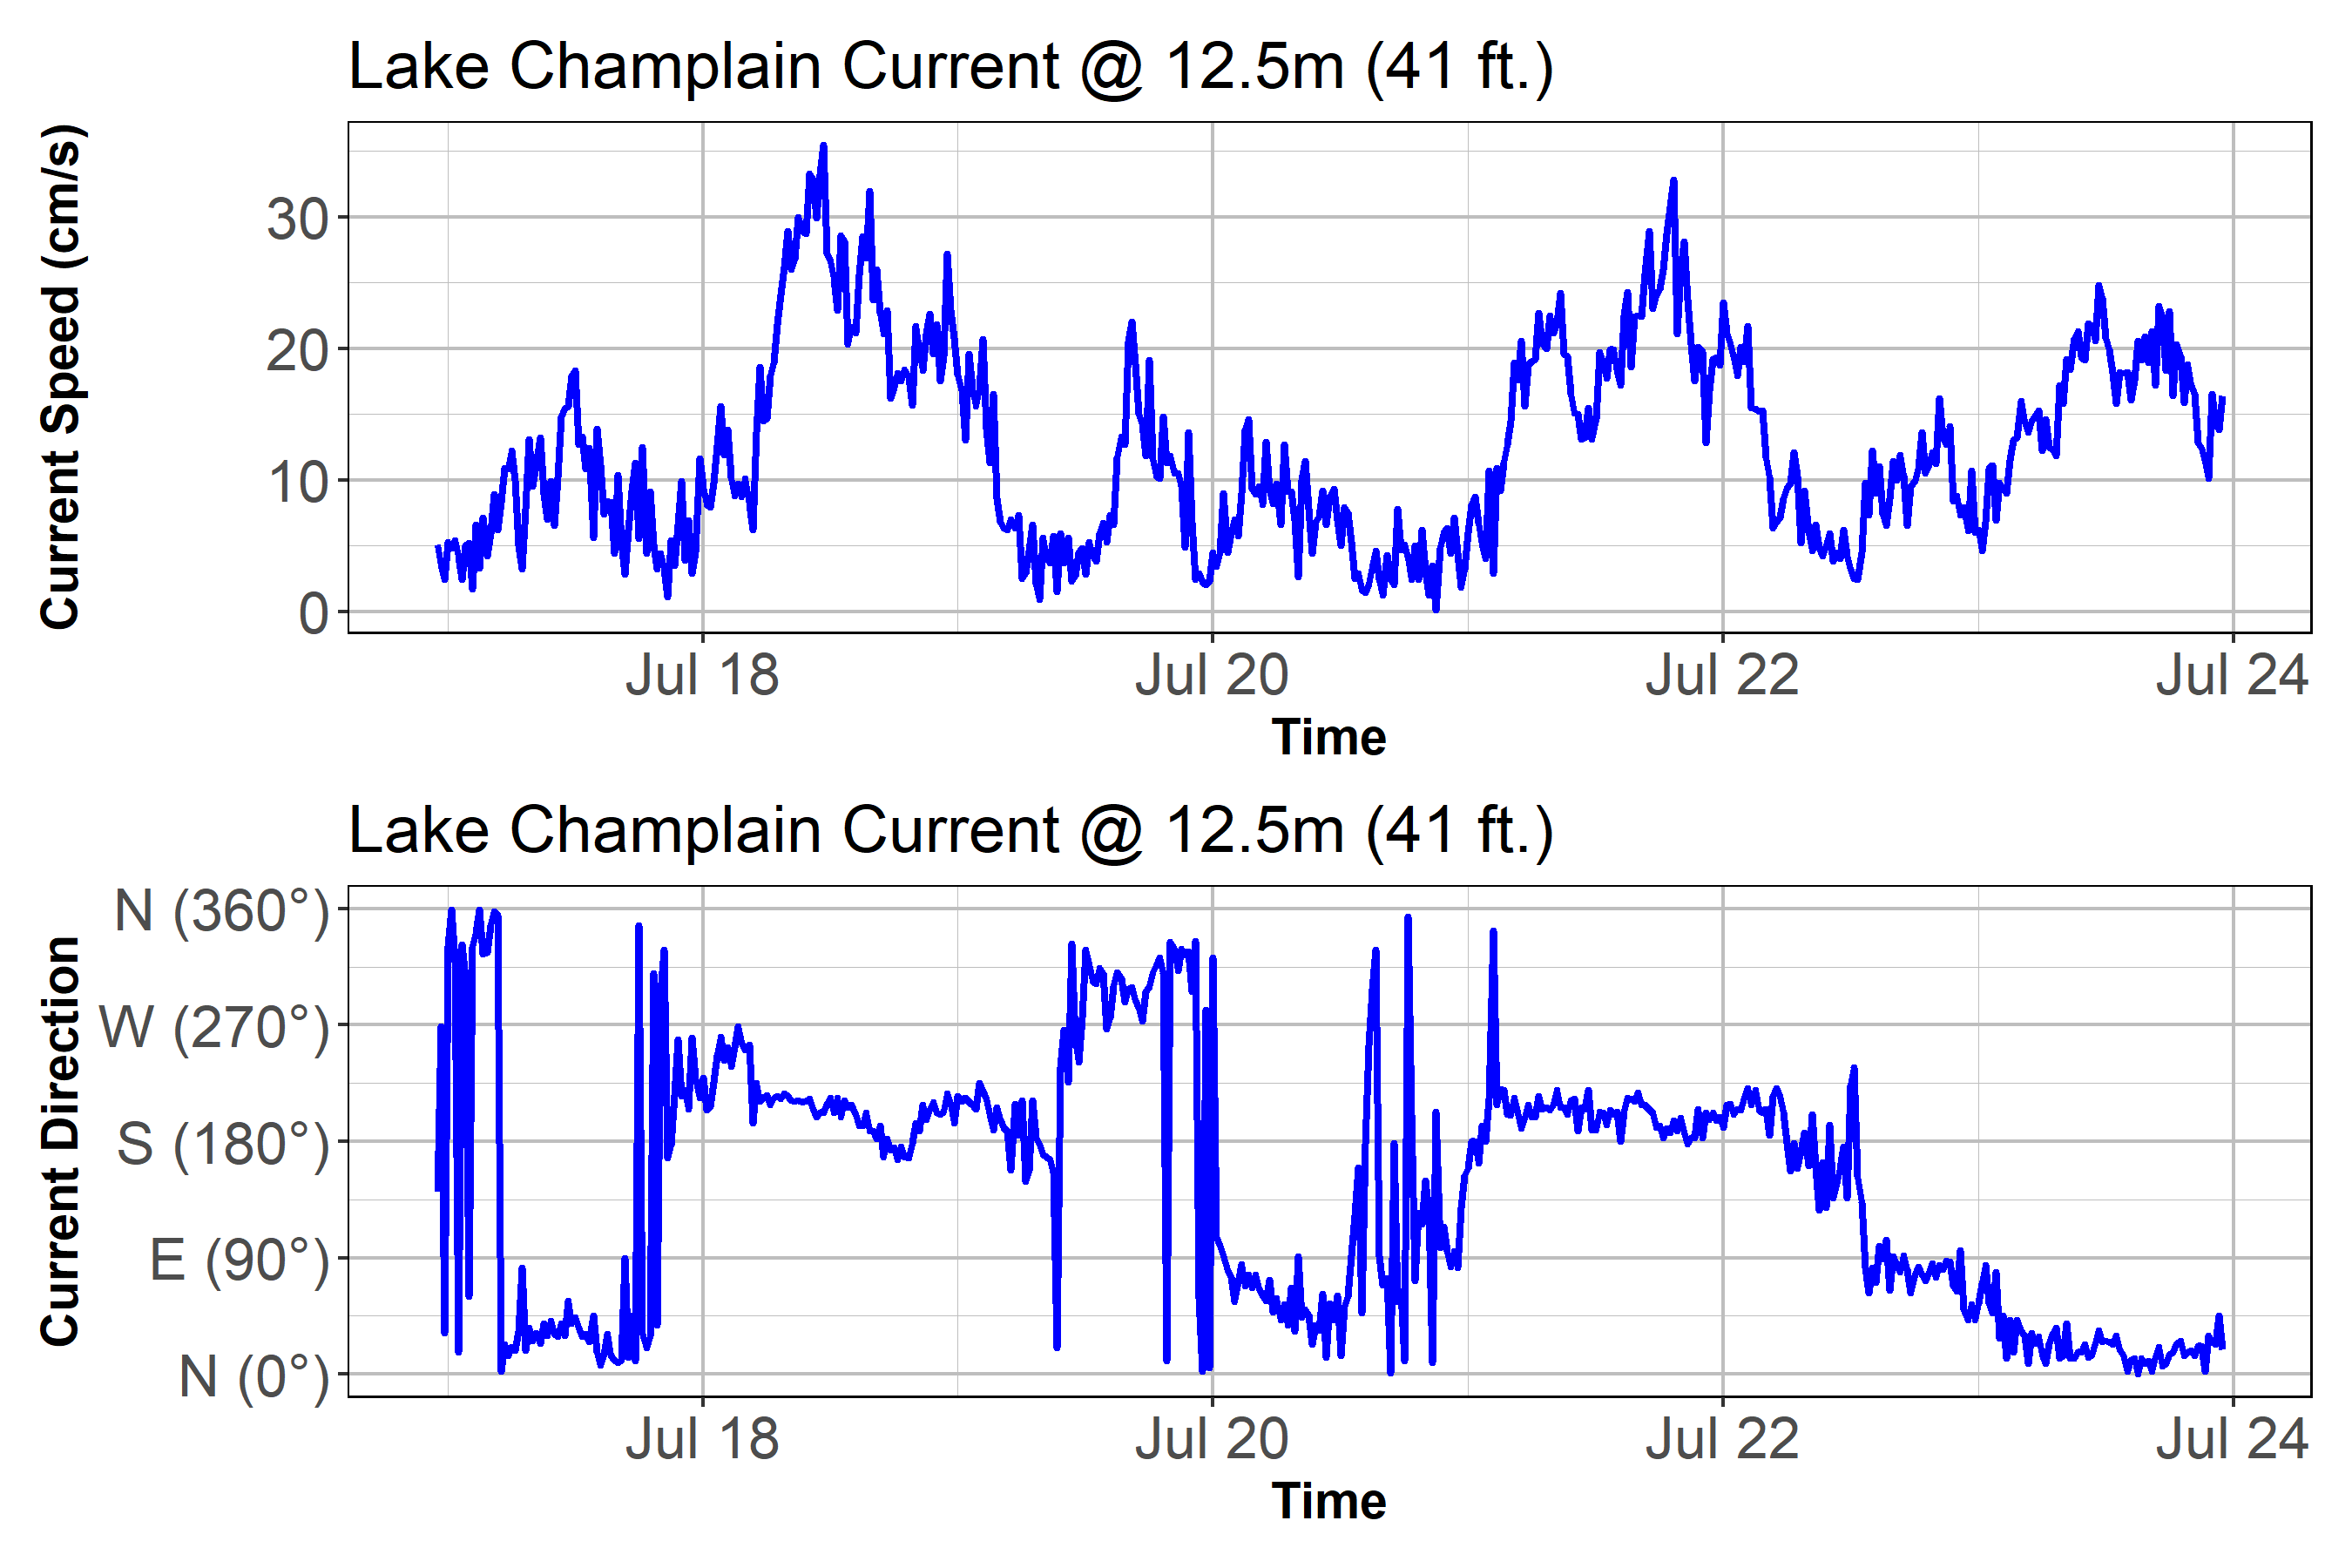 Lake Champlain Current @ 12.5m (41 ft.)
Current Speed (cm/s)
30
20
10
0
Jul 18
Jul 20
Jul 22
Jul 24
Time
Lake Champlain Current @ 12.5m (41 ft.)
Current Direction
N (360°)
W (270°)
S (180°)
E (90°)
N (0°)
Jul 18
Jul 20
Jul 22
Jul 24
Time